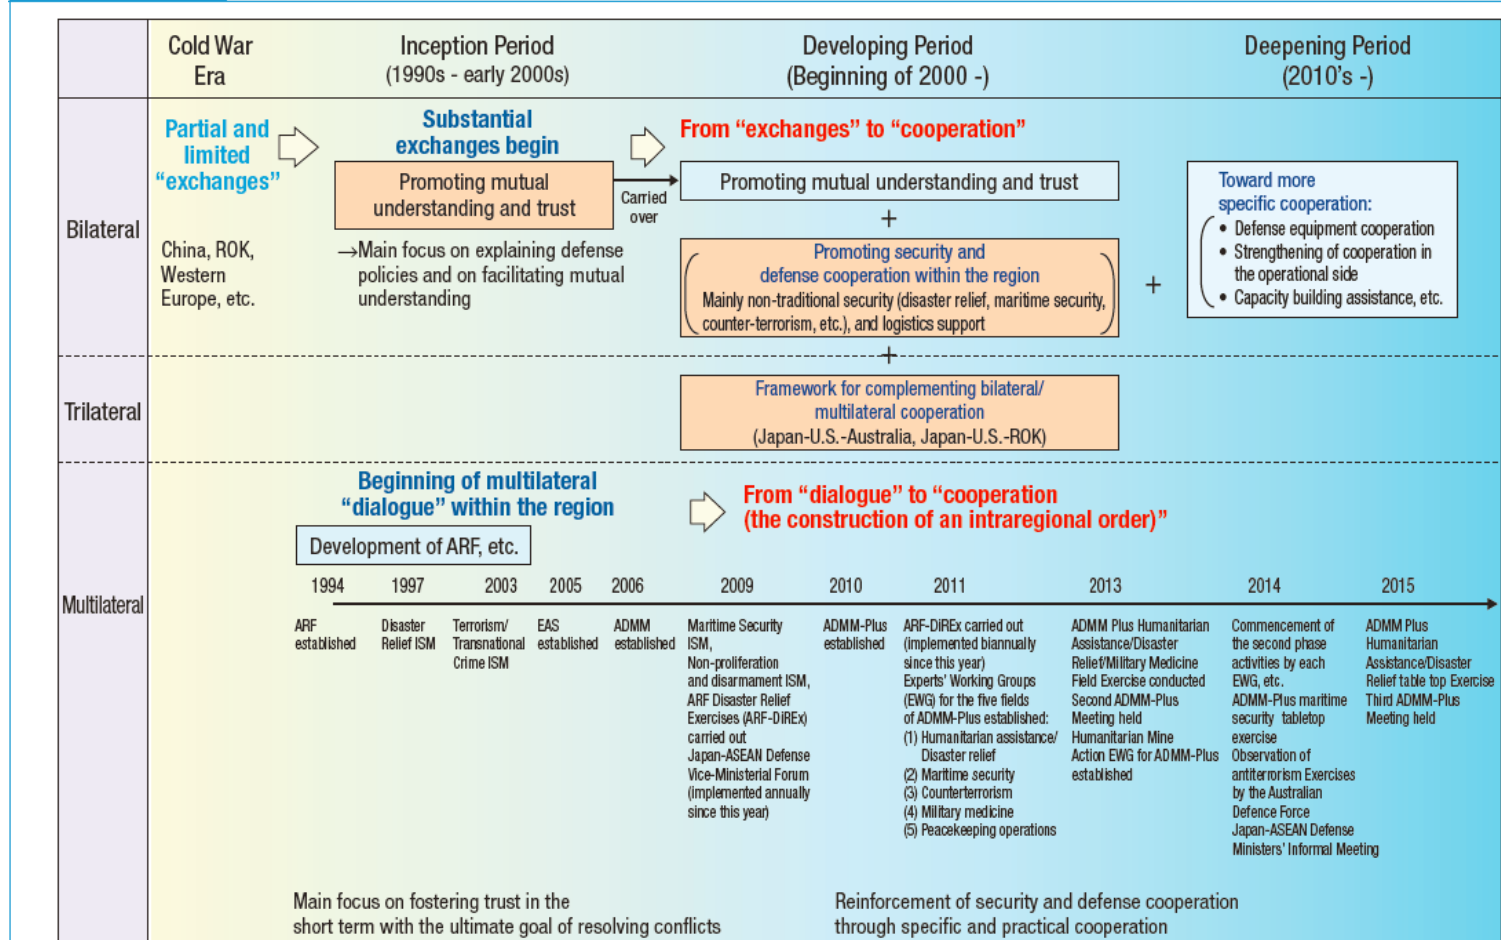 Cold War
Era
Inception Period
(1990s - early 2000s)
Developing Period
(Beginning of 2000 -)
Deepening Period
(2010's -)
Bilateral
Partial and
limited
“exchanges”
China, ROK,
Western
Europe, etc.
Substantial
exchanges begin
Promoting mutual
understanding and trust
→Main focus on explaining defense
policies and on facilitating mutual
understanding
Carried
over
From “exchanges” to “cooperation”
Promoting mutual understanding and trust
+
Promoting security and
defense cooperation within the region
Mainly non-traditional security (disaster relief, maritime security,
counter-terrorism, etc.), and logistics support
+
Toward more
specific cooperation:
• Defense equipment cooperation
• Strengthening of cooperation in
the operational side
• Capacity building assistance, etc.
+
Trilateral
Framework for complementing bilateral/
multilateral cooperation
(Japan-U.S.-Australia, Japan-U.S.-ROK)
Multilateral
Beginning of multilateral
“dialogue” within the region
From “dialogue” to “cooperation
(the construction of an intraregional order)”
Development of ARF, etc.
1994
ARF
established
1997
Disaster
Relief ISM
2003
Terrorism/
Transnational
Crime ISM
2005
EAS
established
2006
ADMM
established
2009
Maritime Security
ISM,
Non-proliferation
and disarmament ISM,
ARF Disaster Relief
Exercises (ARF-DiREx)
carried out
Japan-ASEAN Defense
Vice-Ministerial Forum
(implemented annually
since this year)
2010
ADMM-Plus
established
2011
ARF-DiREx carried out
(implemented biannually
since this year)
Experts’ Working Groups
(EWG) for the five fields
of ADMM-Plus established:
(1) Humanitarian assistance/
Disaster relief
(2) Maritime security
(3) Counterterrorism
(4) Military medicine
(5) Peacekeeping operations
2013
ADMM Plus Humanitarian
Assistance/Disaster
Relief/Military Medicine
Field Exercise conducted
Second ADMM-Plus
Meeting held
Humanitarian Mine
Action EWG for ADMM-Plus
established
2014
Commencement of
the second phase
activities by each
EWG, etc.
ADMM-Plus maritime
security tabletop
exercise
Observation of
antiterrorism Exercises
by the Australian
Defence Force
Japan-ASEAN Defense
Ministers’ Informal Meeting
2015
ADMM Plus
Humanitarian
Assistance/Disaster
Relief table top Exercise
Third ADMM-Plus
Meeting held
Main focus on fostering trust in the
short term with the ultimate goal of resolving conflicts
Reinforcement of security and defense cooperation
through specific and practical cooperation